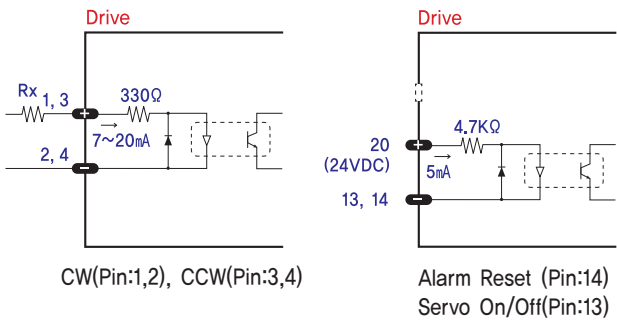 Drive
Rx
1, 3
330Ω
7~20mA
2, 4
CW(Pin:1,2), CCW(Pin:3,4)
Drive
20
(24VDC)
4.7KΩ
5mA
13, 14
Alarm Reset (Pin:14)
Servo On/Off(Pin:13)